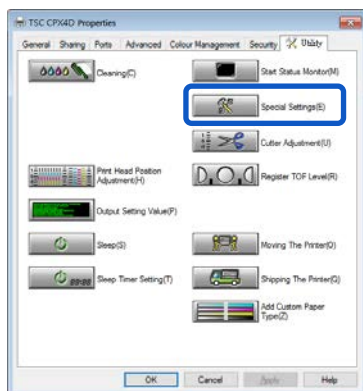 TSC CPX4D Properties
General Sharing Ports Advanced Colour Management Security Utility
Cleaning(C)
Start Status Monitor(M)
Special Settings(E)
Cutter Adjustment(U)
Print Head Position
Adjustment(H)
Register TOF Level(R)
Output Setting Value(P)
Sleep(S)
Moving The Printer(O)
Sleep Timer Setting(T)
Shipping The Printer(G)
Add Custom Paper
Type(Z)
OK Cancel Apply Help